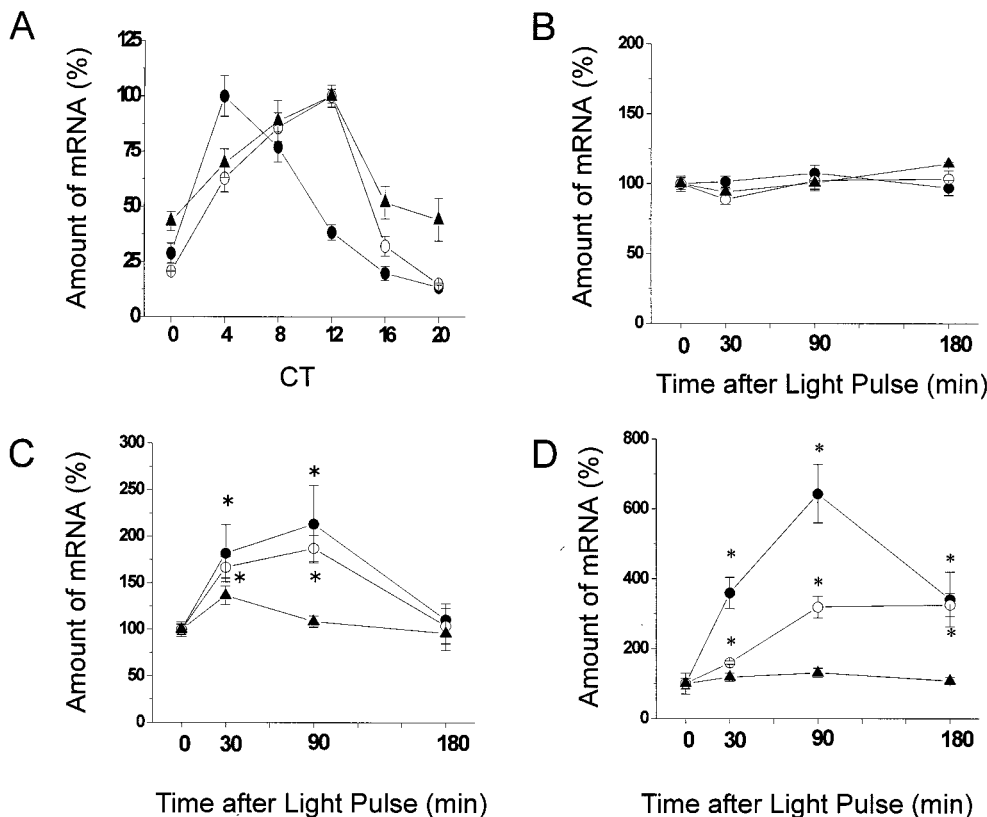 A
Amount of mRNA (%)
125
100
75
50
25
0
0 4 8 12 16 20
CT
B
Amount of mRNA (%)
200
150
100
50
0
0 30 90 180
Time after Light Pulse (min)
C
Amount of mRNA (%)
300
250
200
150
100
50
0
* * * *
0 30 90 180
Time after Light Pulse (min)
D
Amount of mRNA (%)
800
600
400
200
0
* * * * * *
0 30 90 180
Time after Light Pulse (min)